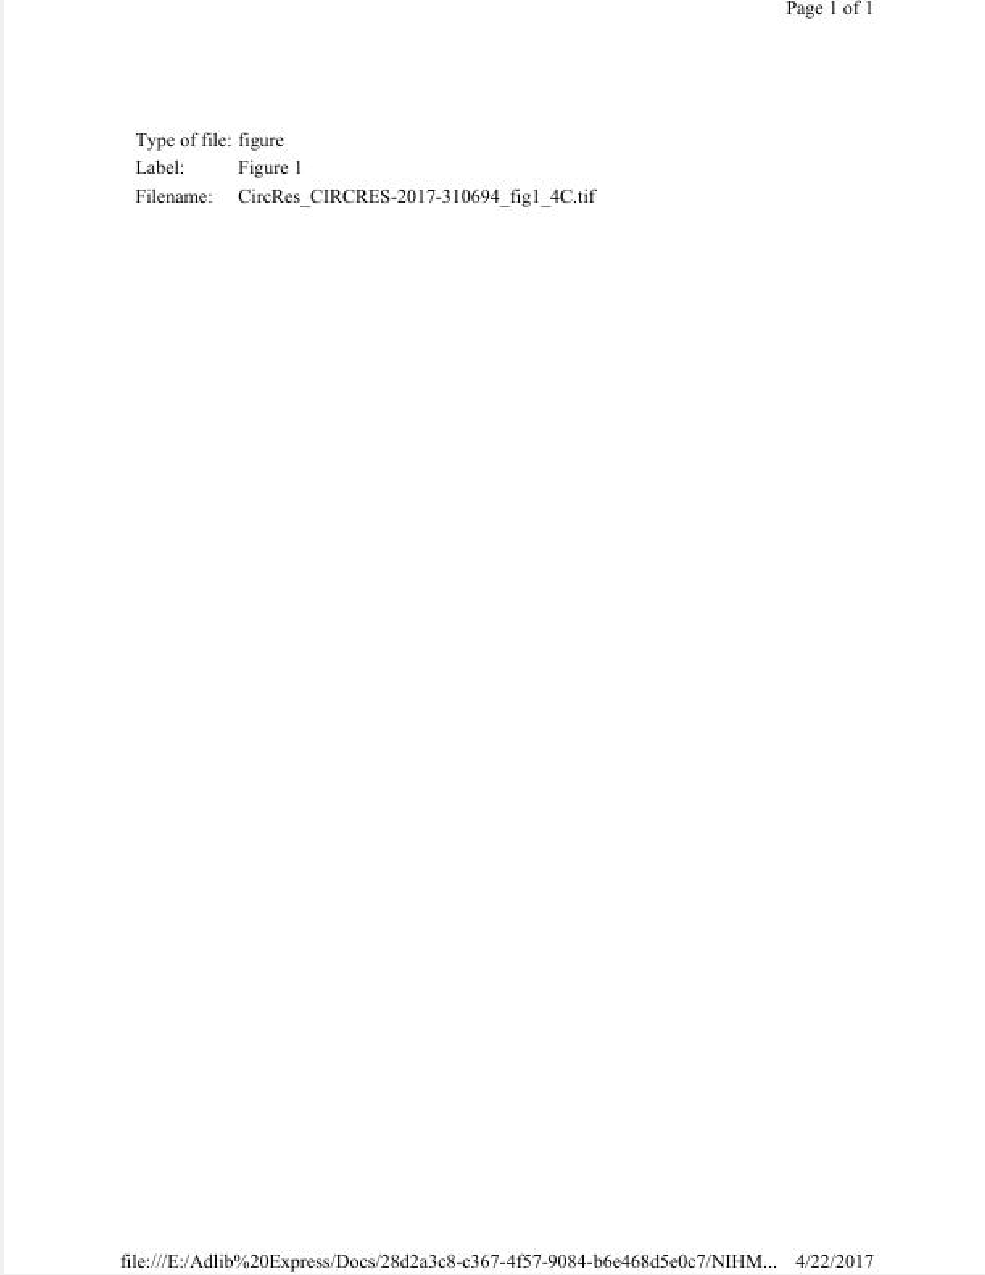 Page 1 of 1
Type of file: figure
Label: Figure 1
Filename: CircRes_CIRCRES-2017-310694_fig1_4C.tif
file:///E:/Adlib%20Express/Docs/28d2a3c8-c367-4f57-9084-b6e468d5e0c7/NIHM... 4/22/2017